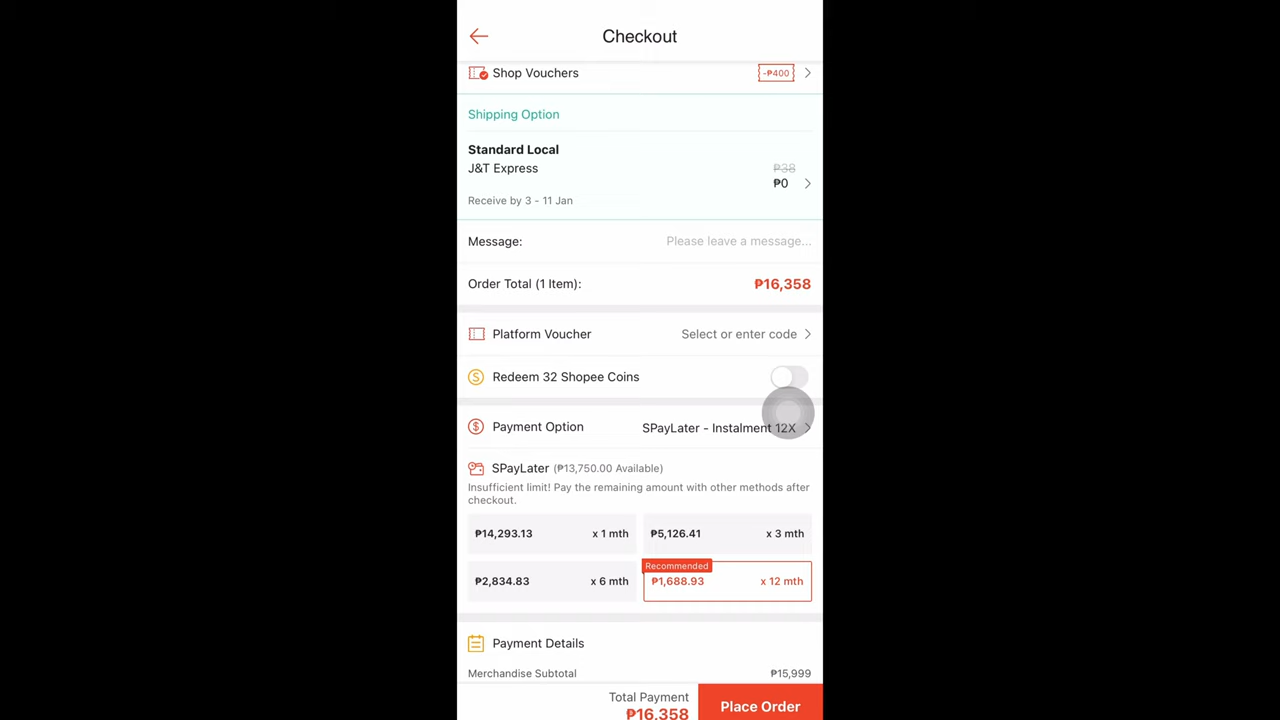 Checkout
Shop Vouchers -₱400
Shipping Option
Standard Local
J&T Express ₱38
₱0
Receive by 3 - 11 Jan
Message: Please leave a message...
Order Total (1 Item): ₱16,358
Platform Voucher Select or enter code
Redeem 32 Shopee Coins
Payment Option SPayLater - Instalment 12X
SPayLater (₱13,750.00 Available)
Insufficient limit! Pay the remaining amount with other methods after
checkout.
₱14,293.13 x 1 mth ₱5,126.41 x 3 mth
Recommended
₱2,834.83 x 6 mth ₱1,688.93 x 12 mth
Payment Details
Merchandise Subtotal ₱15,999
Total Payment
₱16,358
Place Order